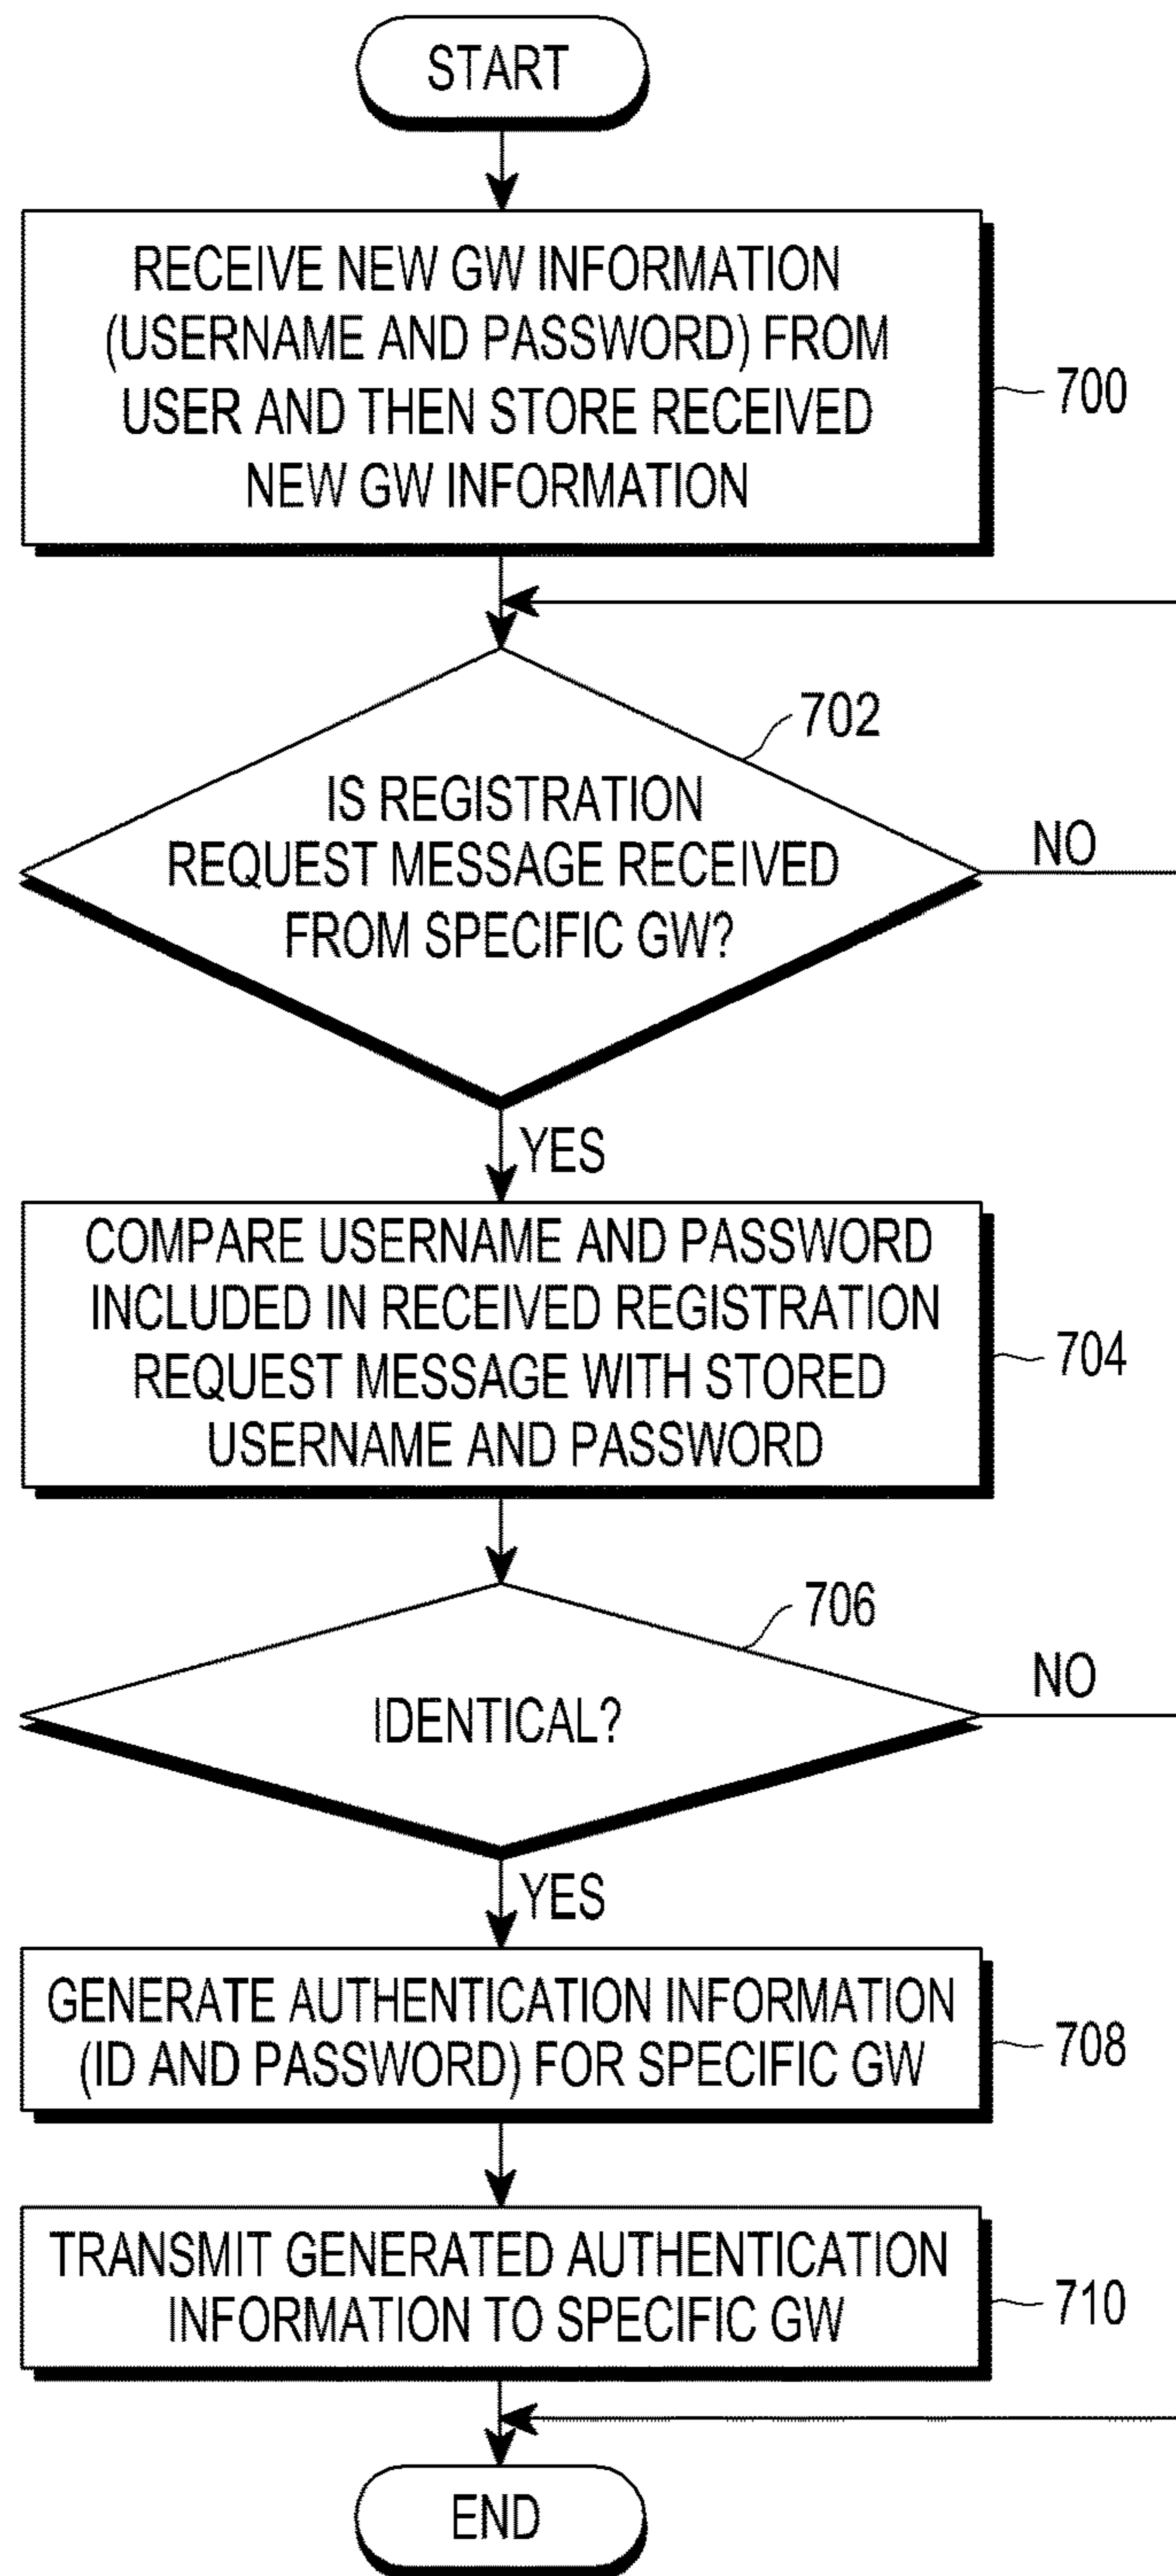 START
RECEIVE NEW GW INFORMATION
(USERNAME AND PASSWORD) FROM
USER AND THEN STORE RECEIVED
NEW GW INFORMATION
700
702
IS REGISTRATION
REQUEST MESSAGE RECEIVED
FROM SPECIFIC GW?
NO
YES
COMPARE USERNAME AND PASSWORD
INCLUDED IN RECEIVED REGISTRATION
REQUEST MESSAGE WITH STORED
USERNAME AND PASSWORD
704
706
IDENTICAL?
NO
YES
GENERATE AUTHENTICATION INFORMATION
(ID AND PASSWORD) FOR SPECIFIC GW
708
TRANSMIT GENERATED AUTHENTICATION
INFORMATION TO SPECIFIC GW
710
END